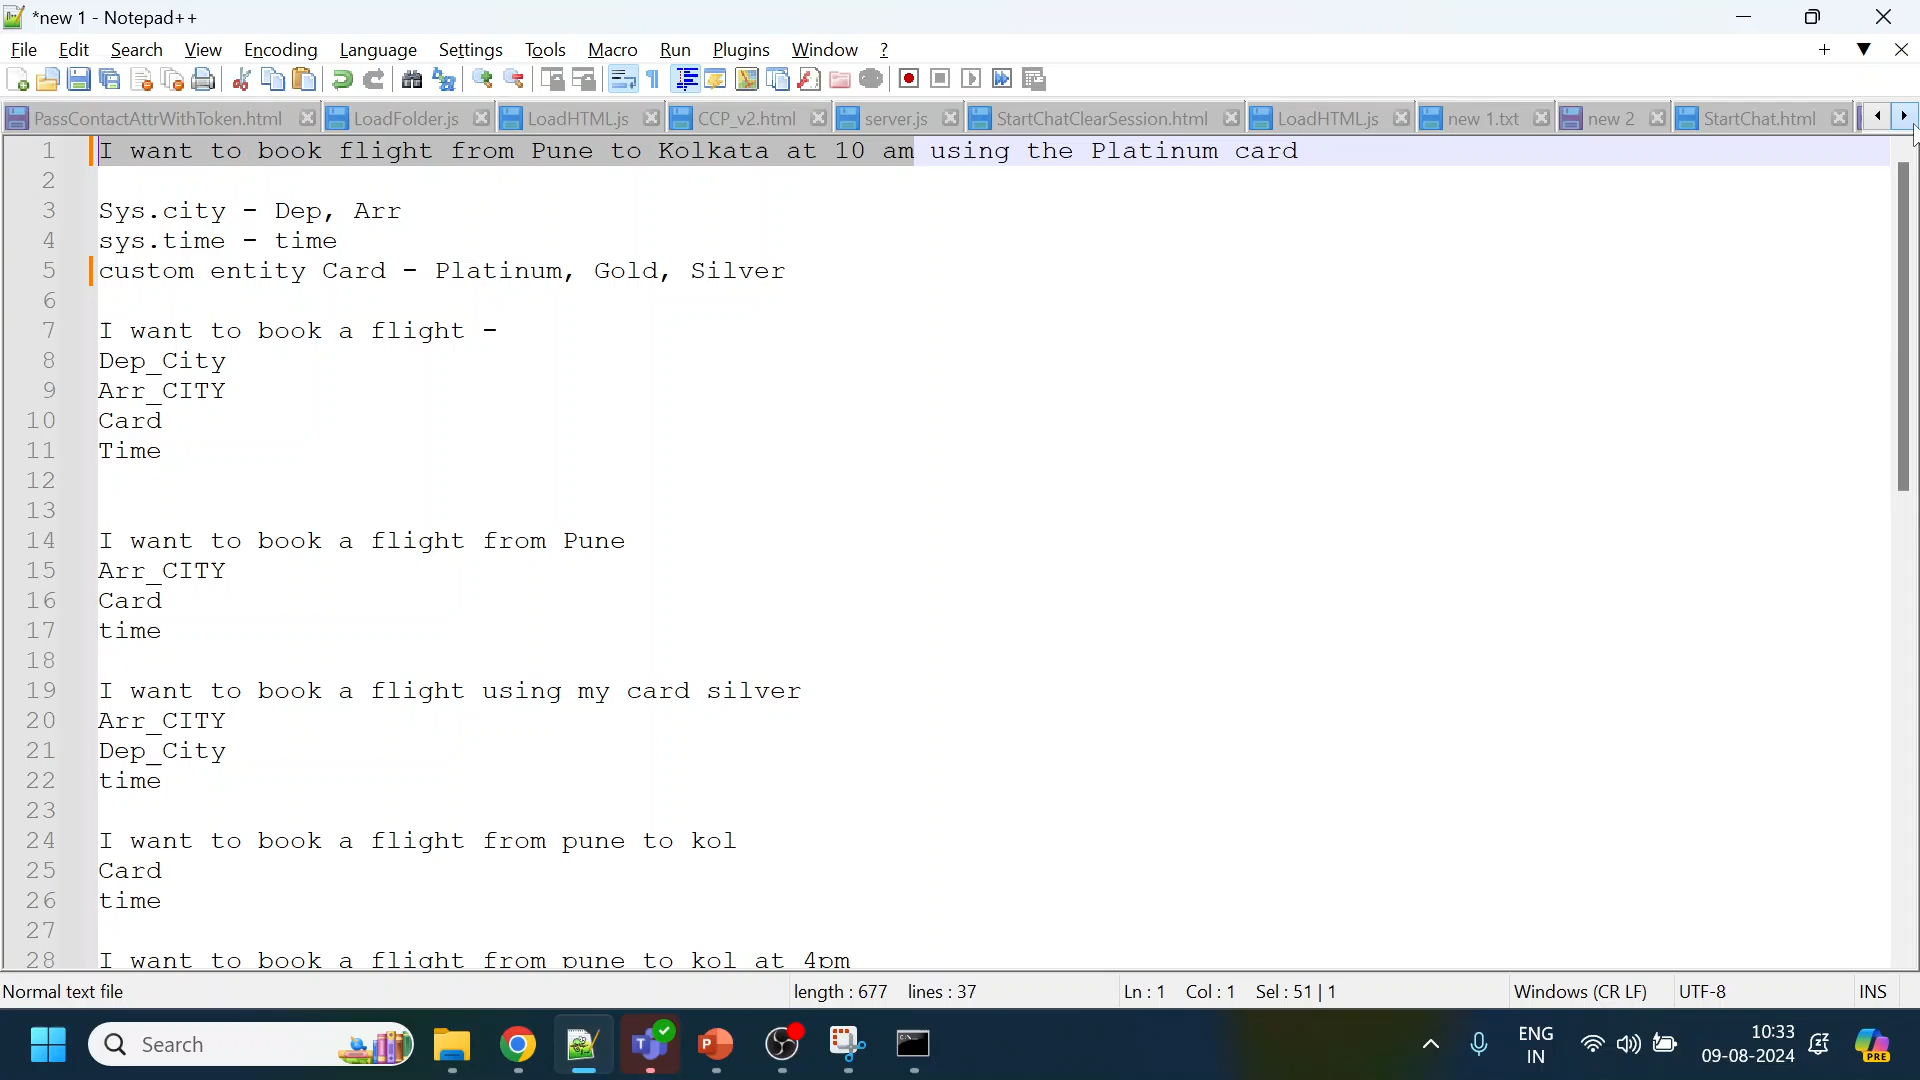 *new 1 - Notepad++
File Edit Search View Encoding Language Settings Tools Macro Run Plugins Window ?
PassContactAttrWithToken.html LoadFolder.js LoadHTML.js CCP_v2.html server.js StartChatClearSession.html LoadHTML.js new 1.txt new 2 StartChat.html
1 I want to book flight from Pune to Kolkata at 10 am using the Platinum card
2
3 Sys.city - Dep, Arr
4 sys.time - time
5 custom entity Card - Platinum, Gold, Silver
6
7 I want to book a flight -
8 Dep_City
9 Arr_CITY
10 Card
11 Time
12
13
14 I want to book a flight from Pune
15 Arr_CITY
16 Card
17 time
18
19 I want to book a flight using my card silver
20 Arr_CITY
21 Dep_City
22 time
23
24 I want to book a flight from pune to kol
25 Card
26 time
27
28 I want to book a flight from pune to kol at 4pm
Normal text file length : 677 lines : 37 Ln : 1 Col : 1 Sel : 51 | 1 Windows (CR LF) UTF-8 INS
Search ENG 10:33
IN 09-08-2024 PRE